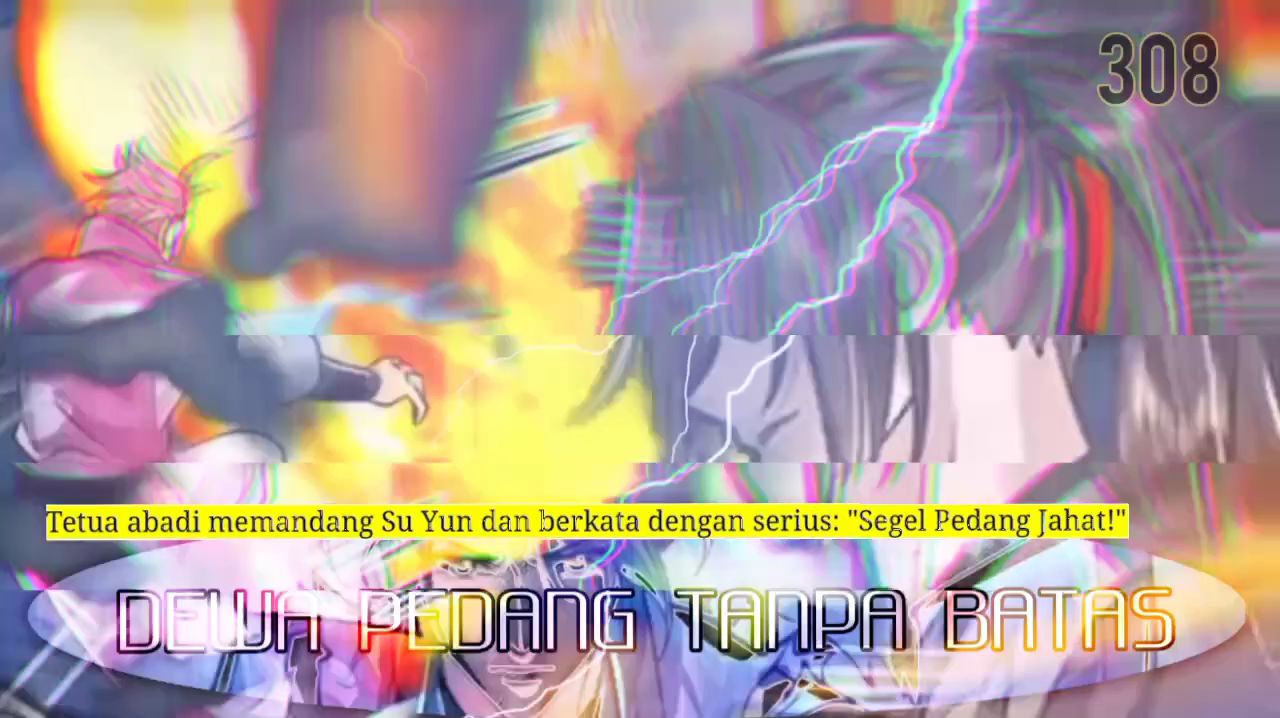 308
Tetua abadi memandang Su Yun dan berkata dengan serius: "Segel Pedang Jahat!"
DEWA PEDANG TANPA BATAS